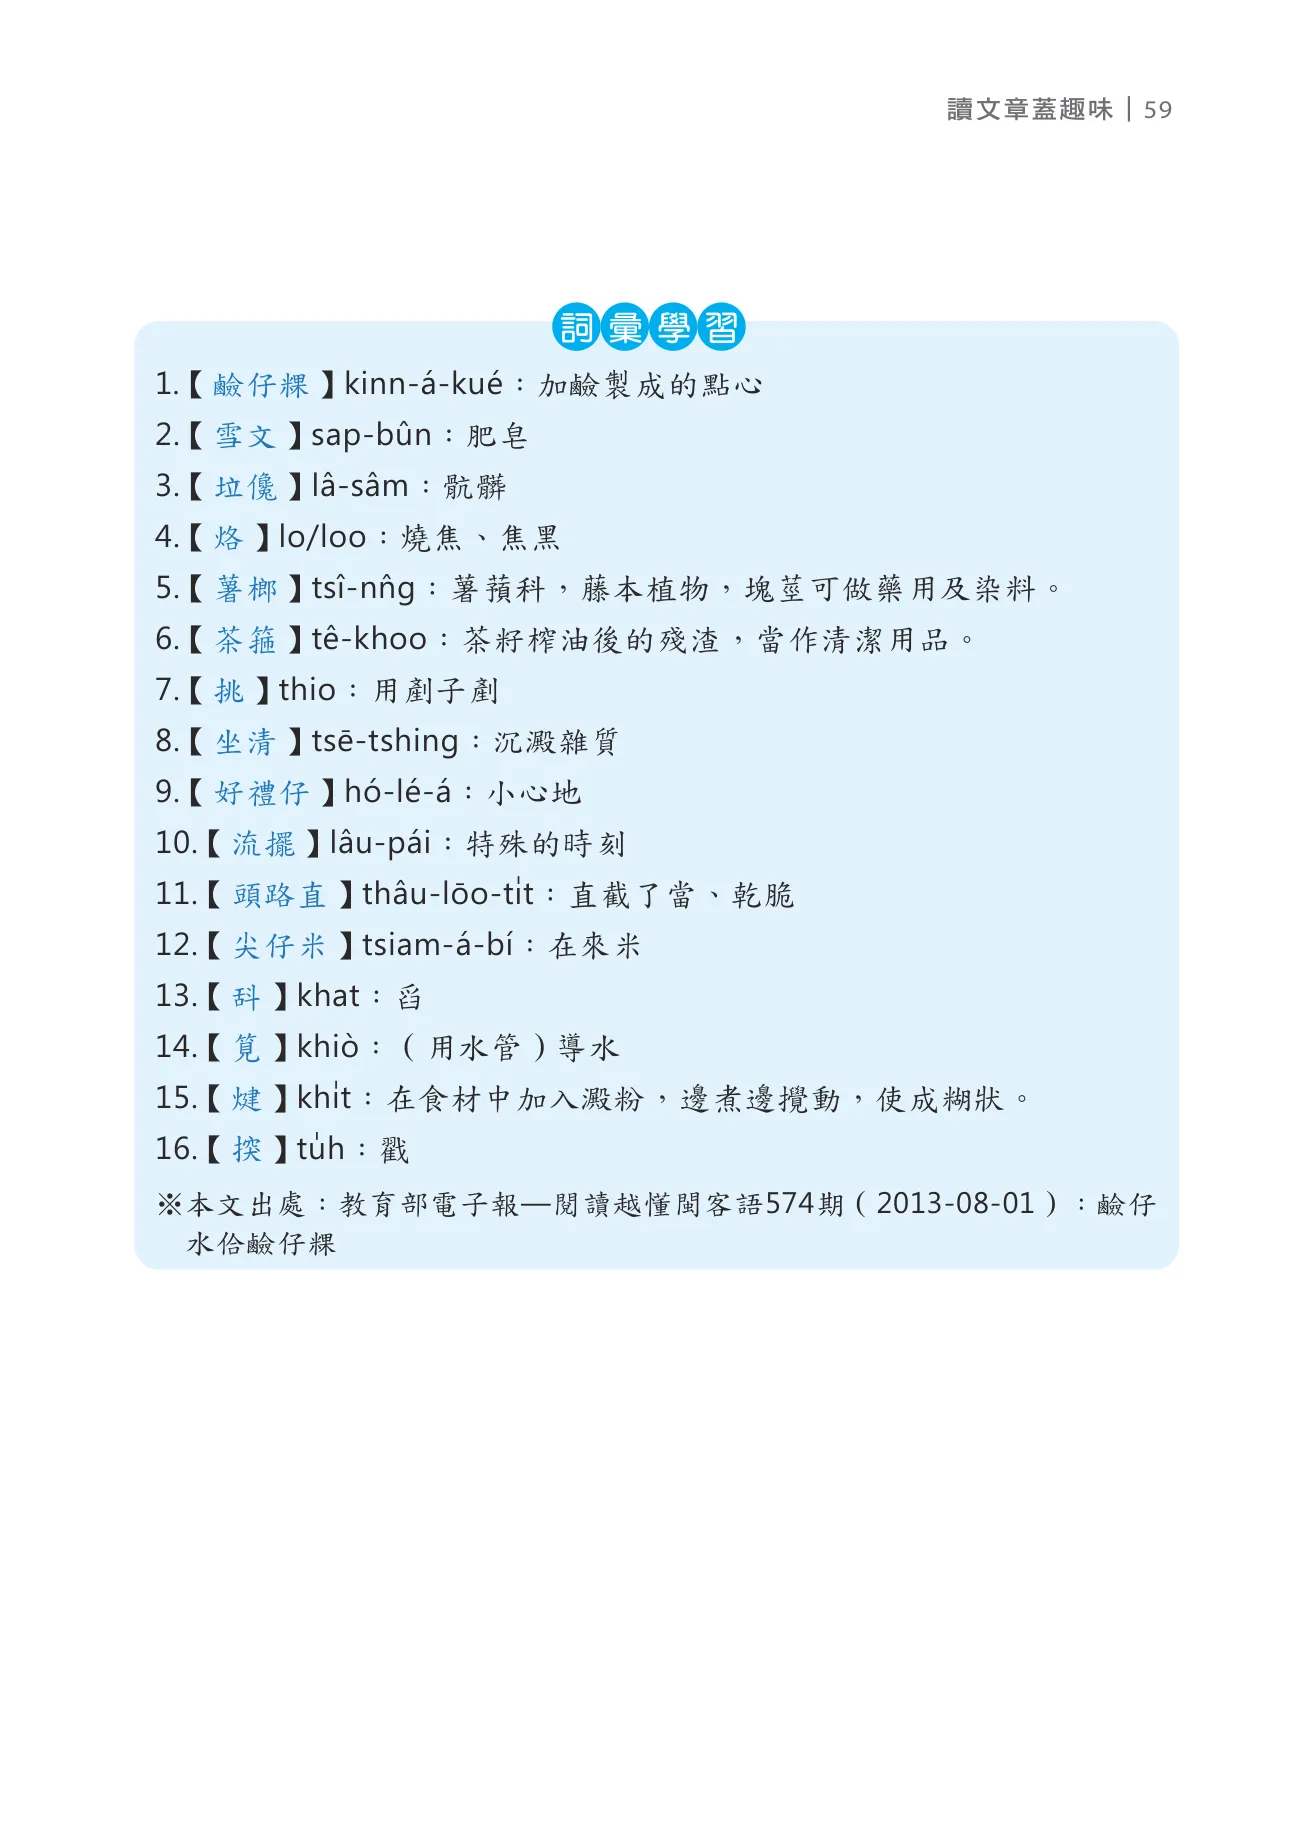 讀文章蓋趣味｜59
詞彙學習
1.【鹼仔粿】kinn-á-kué：加鹼製成的點心
2.【雪文】sap-bûn：肥皂
3.【垃儳】lâ-sâm：骯髒
4.【烙】lo/loo：燒焦、焦黑
5.【薯榔】tsî-nn̂g：薯蕷科，藤本植物，塊莖可做藥用及染料。
6.【茶箍】tê-khoo：茶籽榨油後的殘渣，當作清潔用品。
7.【挑】thio：用剷子剷
8.【坐清】tsē-tshing：沉澱雜質
9.【好禮仔】hó-lé-á：小心地
10.【流擺】lâu-pái：特殊的時刻
11.【頭路直】thâu-lōo-ti̍t：直截了當、乾脆
12.【尖仔米】tsiam-á-bí：在來米
13.【㪐】khat：舀
14.【筧】khiò：（用水管）導水
15.【煡】khi̍t：在食材中加入澱粉，邊煮邊攪動，使成糊狀。
16.【揬】tu̍h：戳
※本文出處：教育部電子報—閱讀越懂閩客語574期（2013-08-01）：鹼仔
水佮鹼仔粿